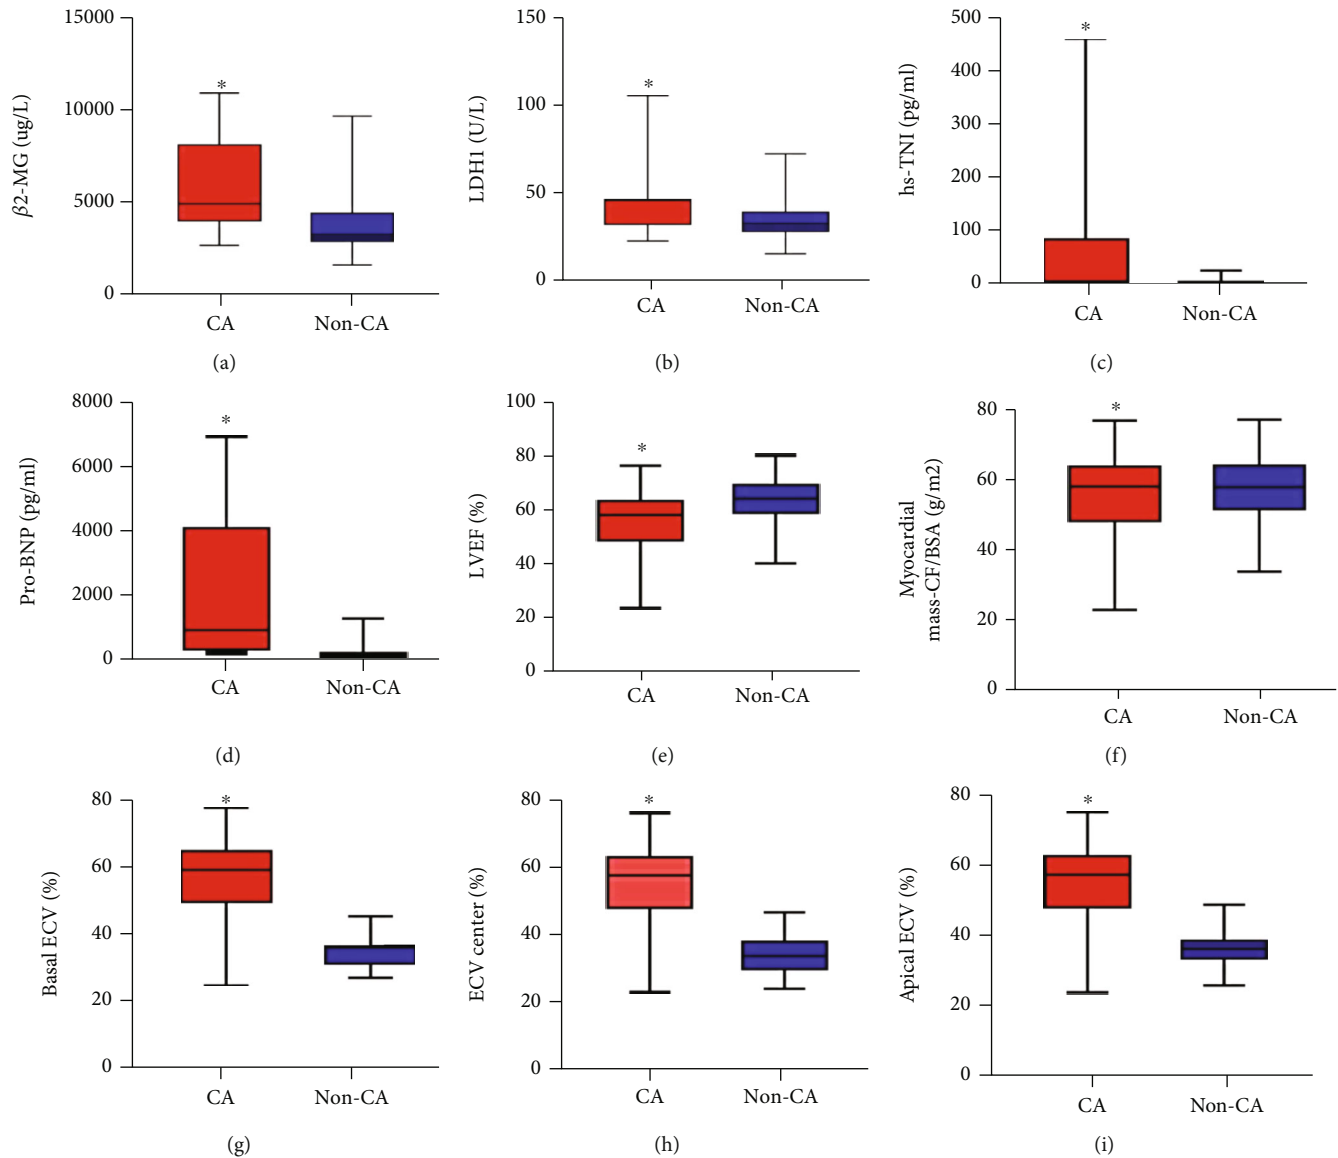 15000
10000
5000
0
β2-MG (ug/L)
*
CA
Non-CA
(a)
150
100
50
0
LDH1 (U/L)
*
CA
Non-CA
(b)
500
400
300
200
100
0
hs-TNI (pg/ml)
*
CA
Non-CA
(c)
8000
6000
4000
2000
0
Pro-BNP (pg/ml)
*
CA
Non-CA
(d)
100
80
60
40
20
0
LVEF (%)
*
CA
Non-CA
(e)
80
60
40
20
0
Myocardial
mass-CF/BSA (g/m2)
*
CA
Non-CA
(f)
80
60
40
20
0
Basal ECV (%)
*
CA
Non-CA
(g)
80
60
40
20
0
ECV center (%)
*
CA
Non-CA
(h)
80
60
40
20
0
Apical ECV (%)
*
CA
Non-CA
(i)